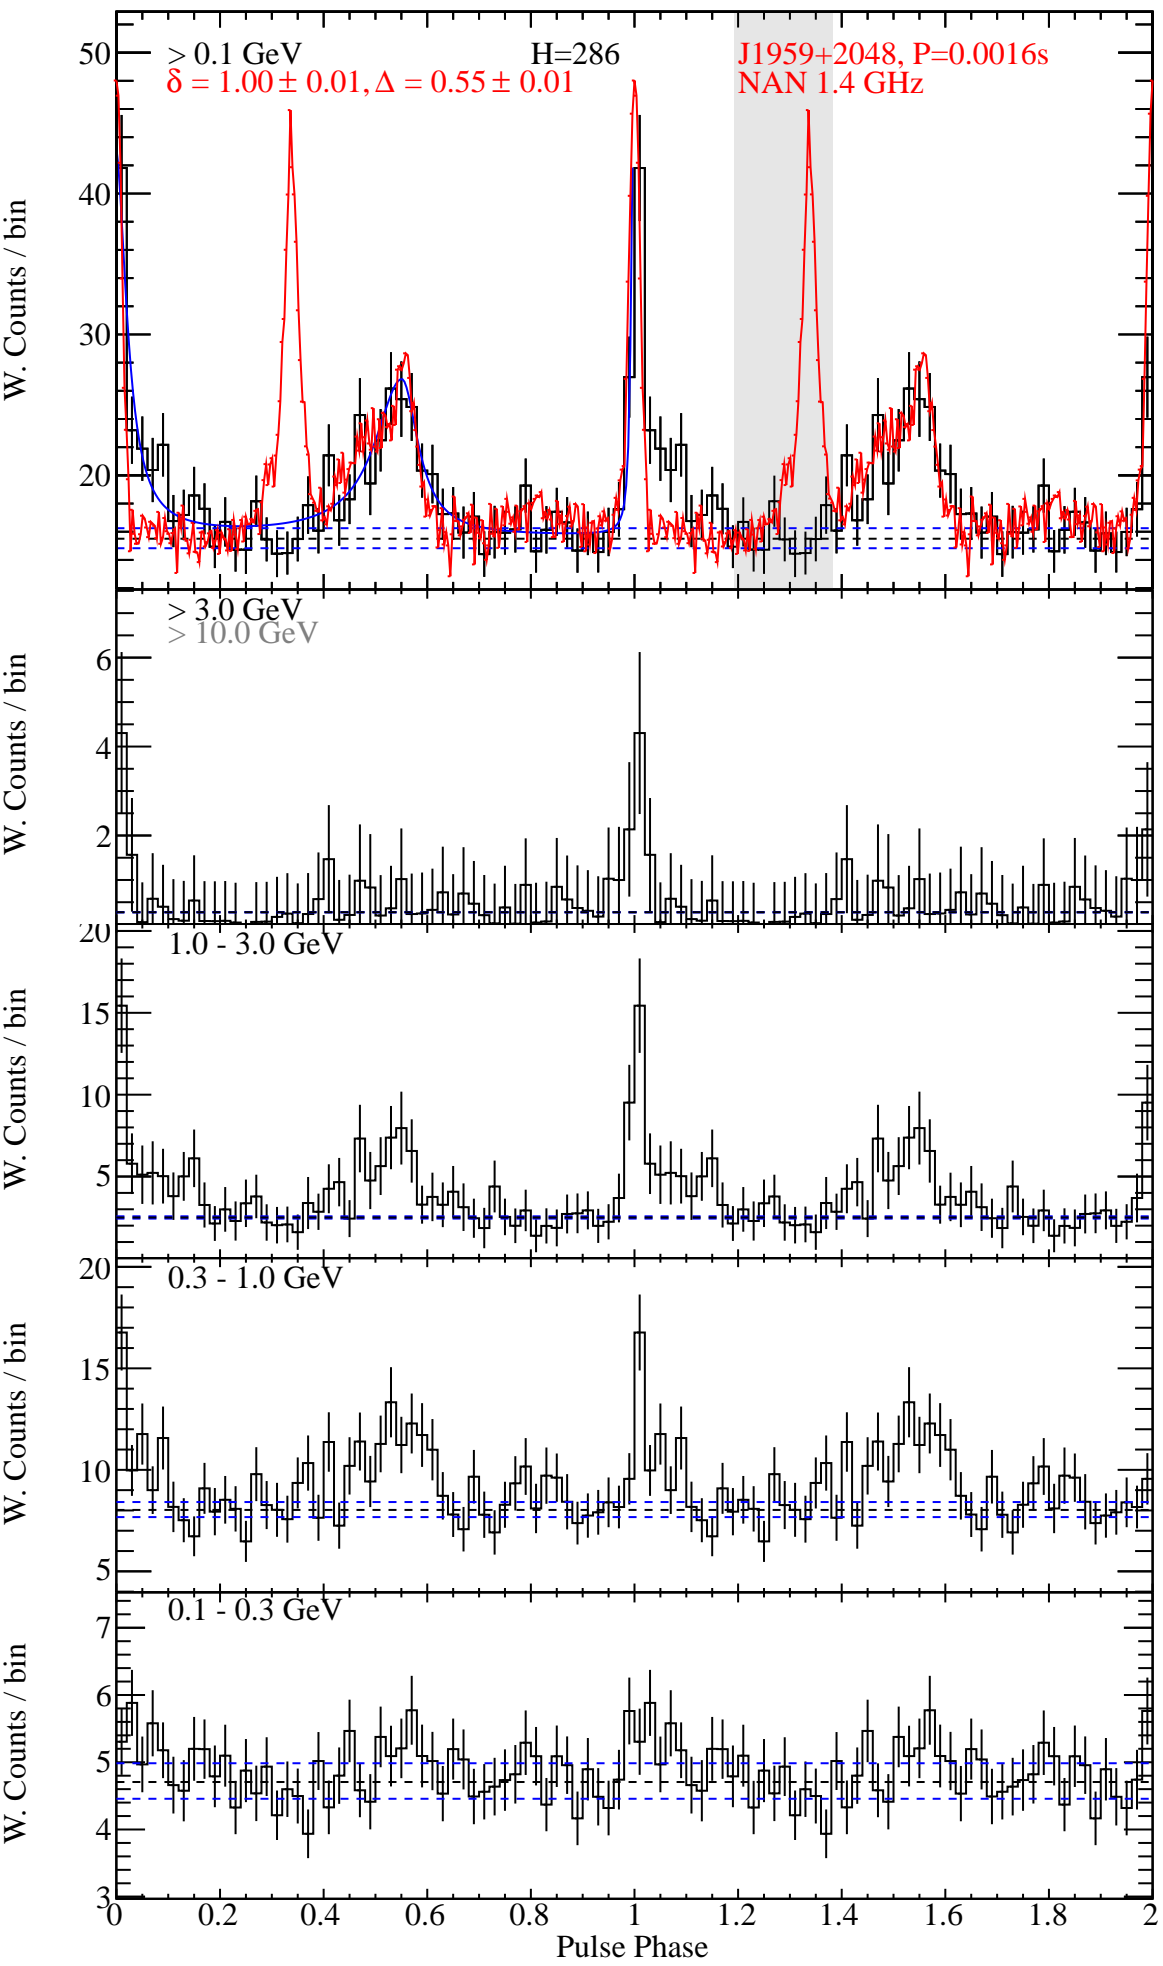 > 0.1 GeV H=286 J1959+2048, P=0.0016s
δ = 1.00 ± 0.01, Δ = 0.55 ± 0.01 NAN 1.4 GHz
50
40
30
20
W. Counts / bin
> 3.0 GeV
> 10.0 GeV
6
4
2
W. Counts / bin
1.0 - 3.0 GeV
20
15
10
5
W. Counts / bin
0.3 - 1.0 GeV
20
15
10
5
W. Counts / bin
0.1 - 0.3 GeV
7
6
5
4
3
W. Counts / bin
0 0.2 0.4 0.6 0.8 1 1.2 1.4 1.6 1.8 2
Pulse Phase